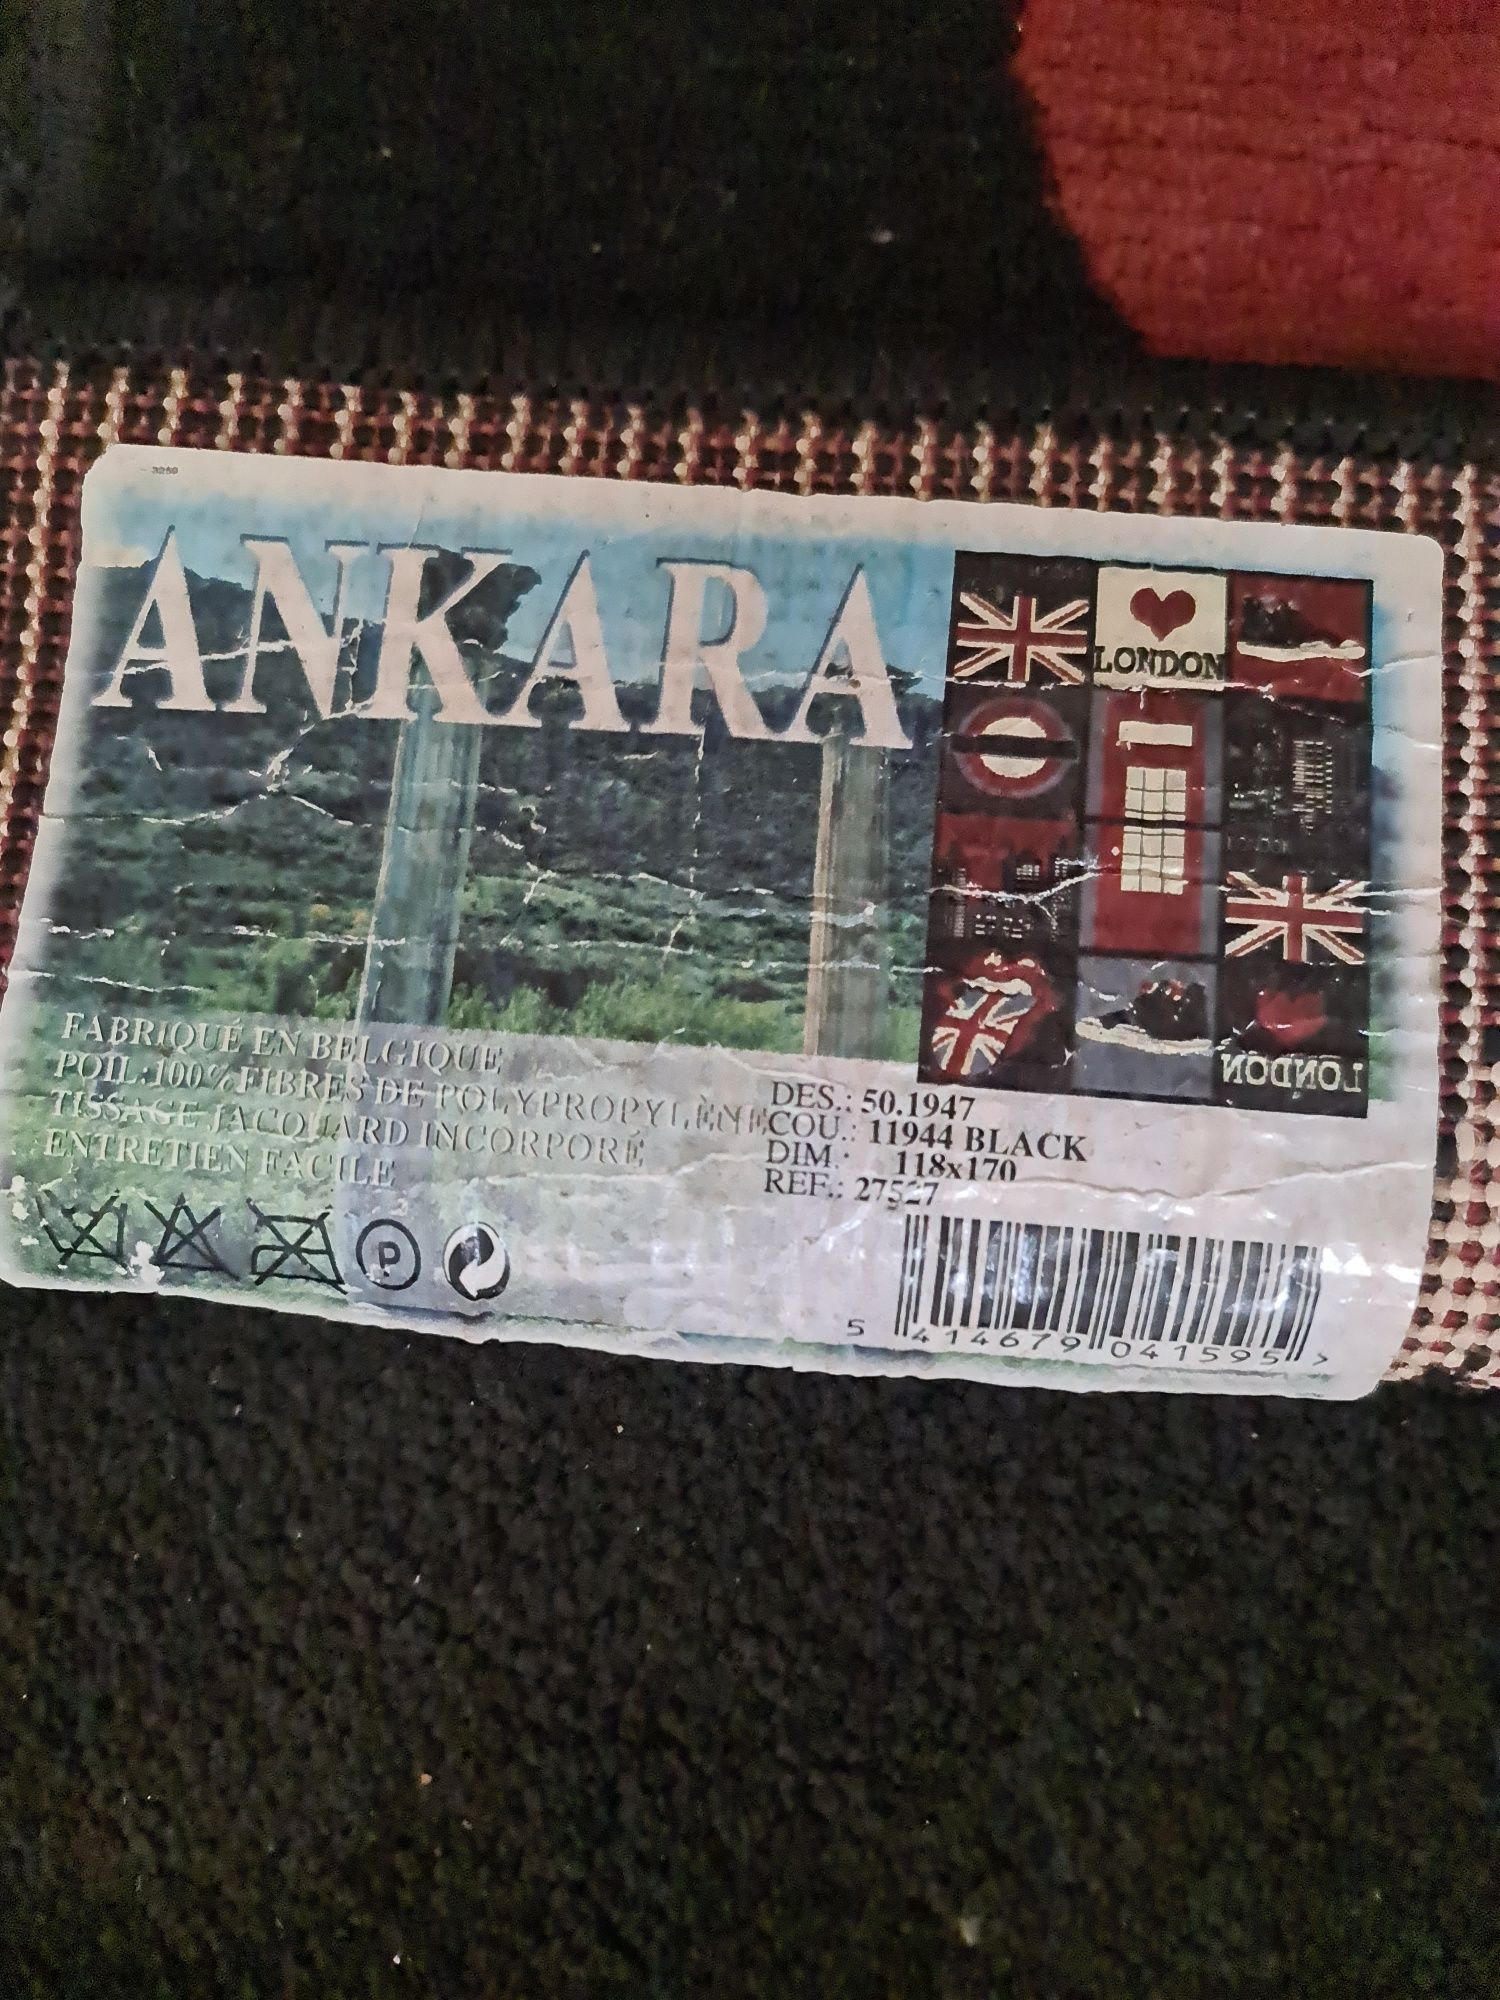 3259
ANKARA
LONDON
LONDON
FABRIQUÉ EN BELGIQUE
POIL:100% FIBRES DE POLYPROPYLÈNE
TISSAGE JACQUARD INCORPORÉ
ENTRETIEN FACILE
DES.: 50.1947
COU.: 11944 BLACK
DIM.: 118x170
REF.:
P
5 414679 041595 >